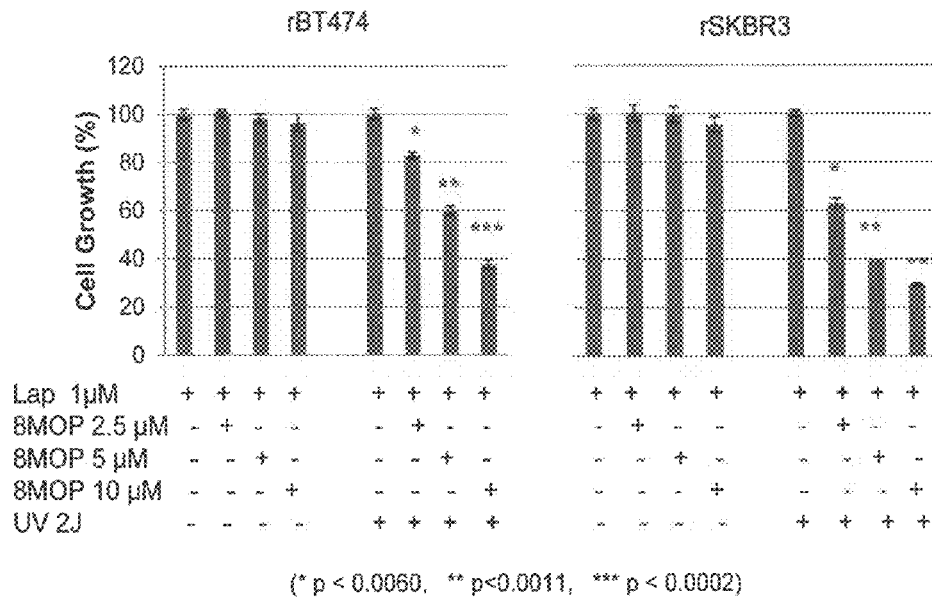 rBT474 rSKBR3
120
100
80
60
40
20
0
Cell Growth (%)
* ** *** * ** ***
Lap 1µM + + + + + + + + + + + + + + + +
8MOP 2.5 µM - + - - - + - - - + - - - + - -
8MOP 5 µM - - + - - - + - - - + - - - + -
8MOP 10 µM - - - + - - - + - - - + - - - +
UV 2J - - - - + + + + - - - - + + + +
(* p < 0.0060, ** p<0.0011, *** p < 0.0002)